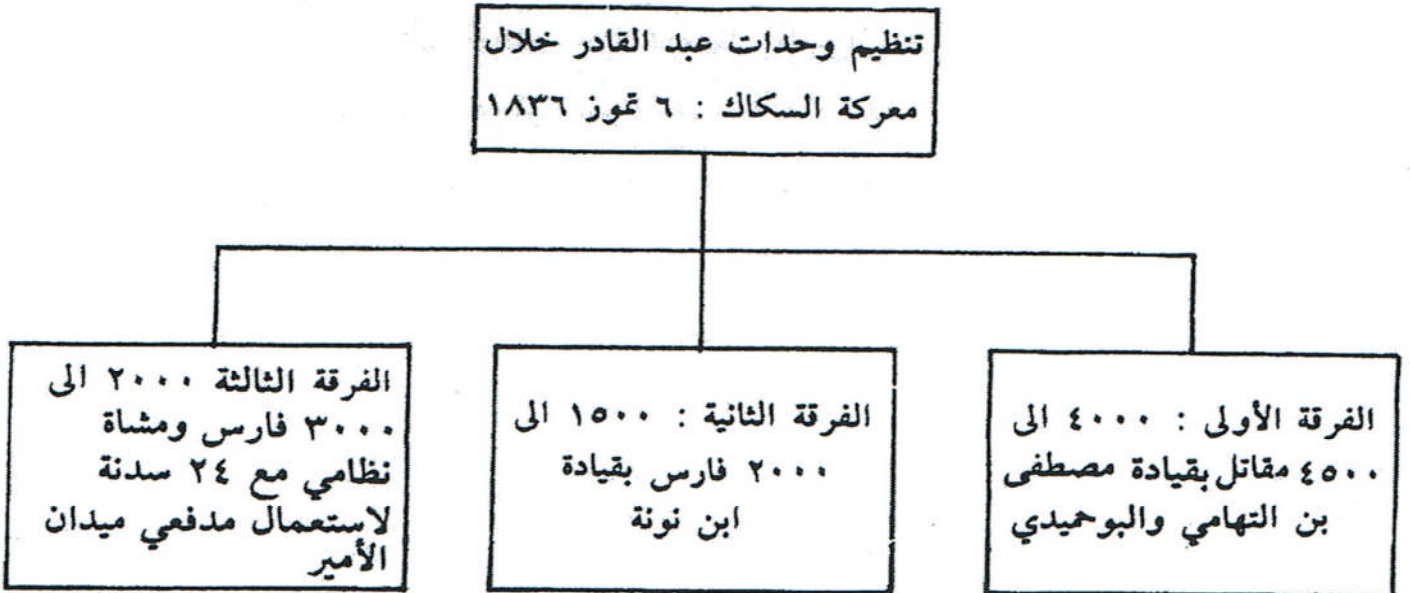 تنظيم وحدات عبد القادر خلال
معركة السكاك : ٦ تموز ١٨٣٦
الفرقة الأولى : ٤٠٠٠ الى
٤٥٠٠ مقاتل بقيادة مصطفى
بن التهامي والبوحميدي
الفرقة الثانية : ١٥٠٠ الى
٢٠٠٠ فارس بقيادة
ابن نونة
الفرقة الثالثة ٢٠٠٠ الى
٣٠٠٠ فارس ومشاة
نظامي مع ٢٤ سدنة
لاستعمال مدفعي ميدان
الأمير